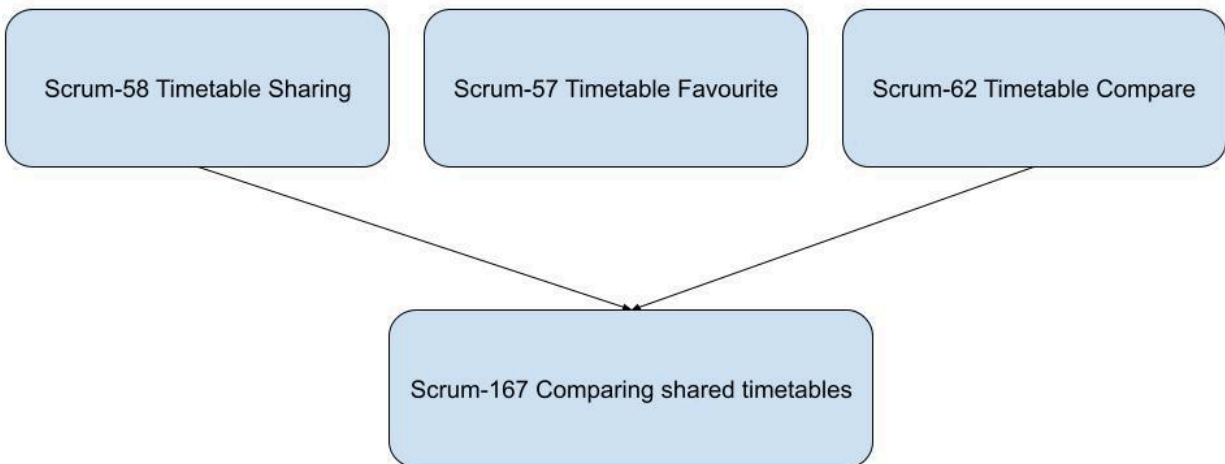 Scrum-58 Timetable Sharing
Scrum-57 Timetable Favourite
Scrum-62 Timetable Compare
Scrum-167 Comparing shared timetables